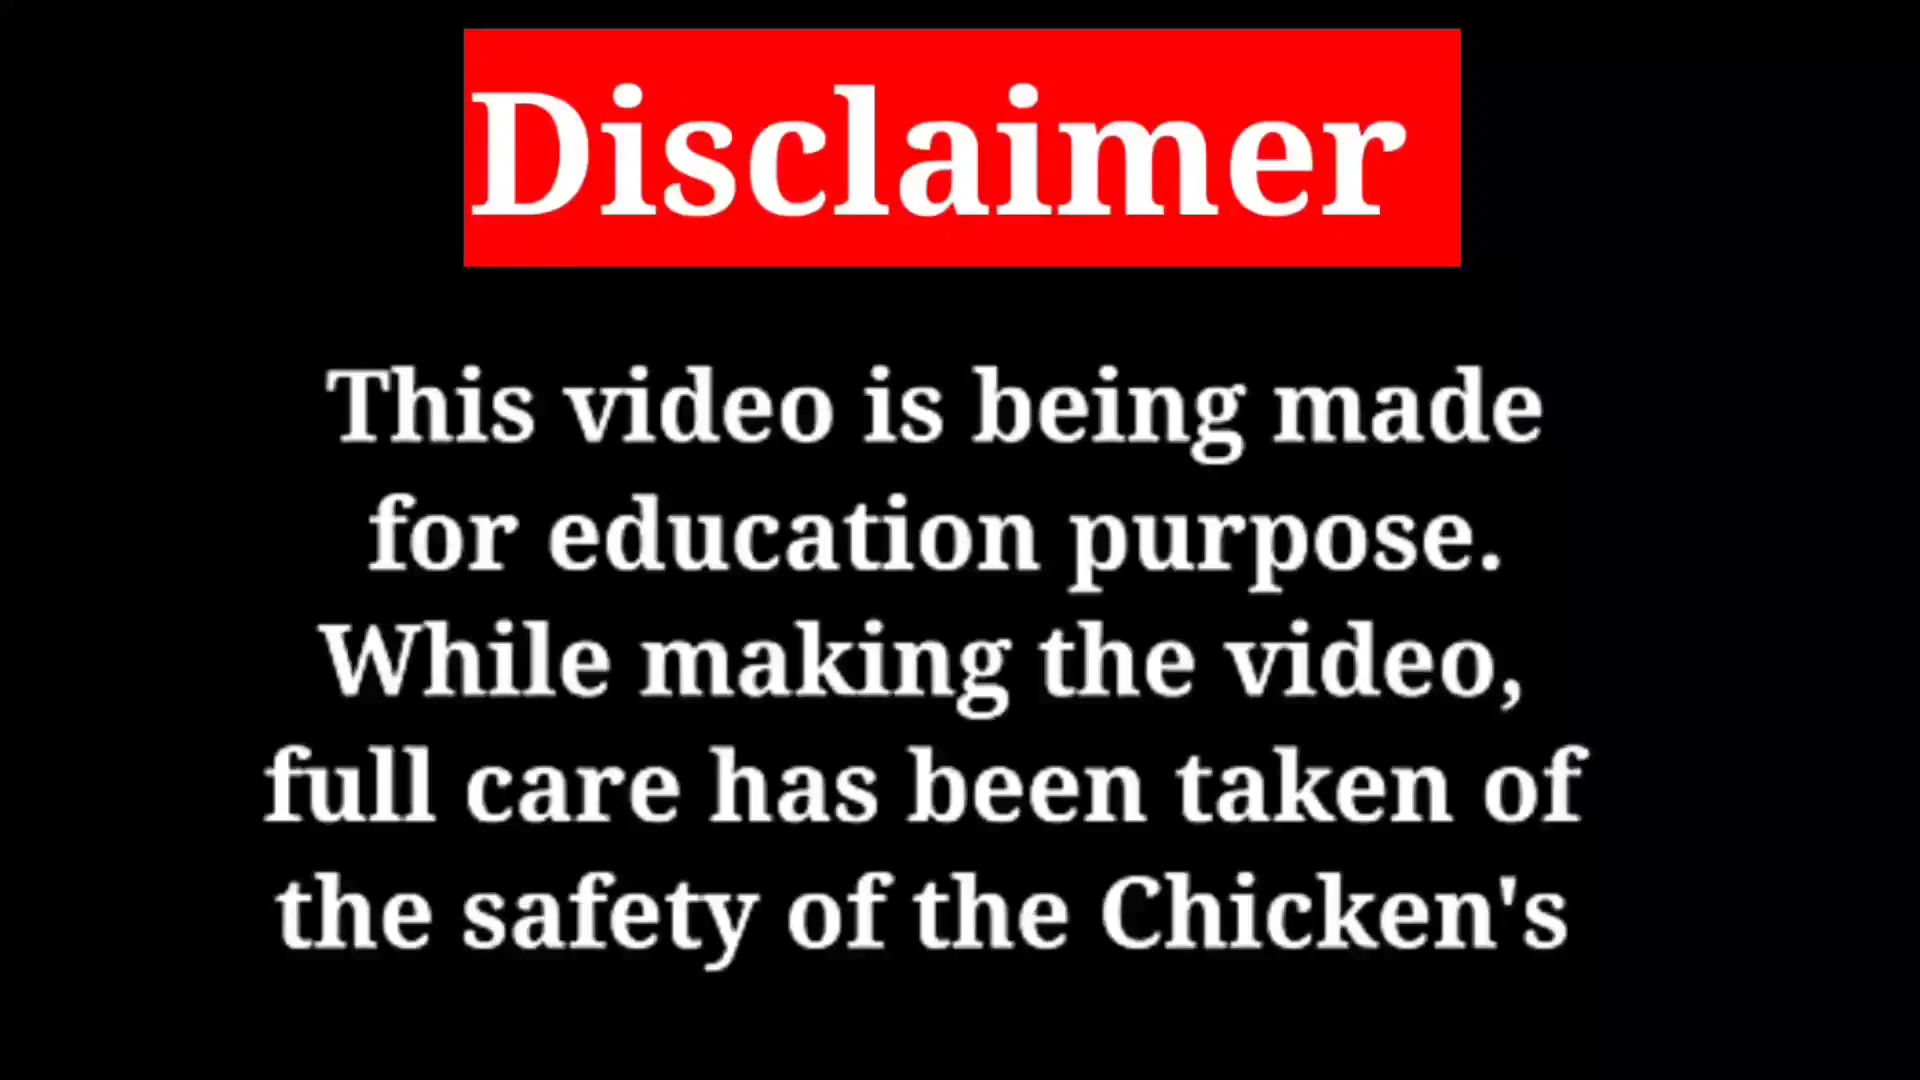 Disclaimer
This video is being made
for education purpose.
While making the video,
full care has been taken of
the safety of the Chicken's